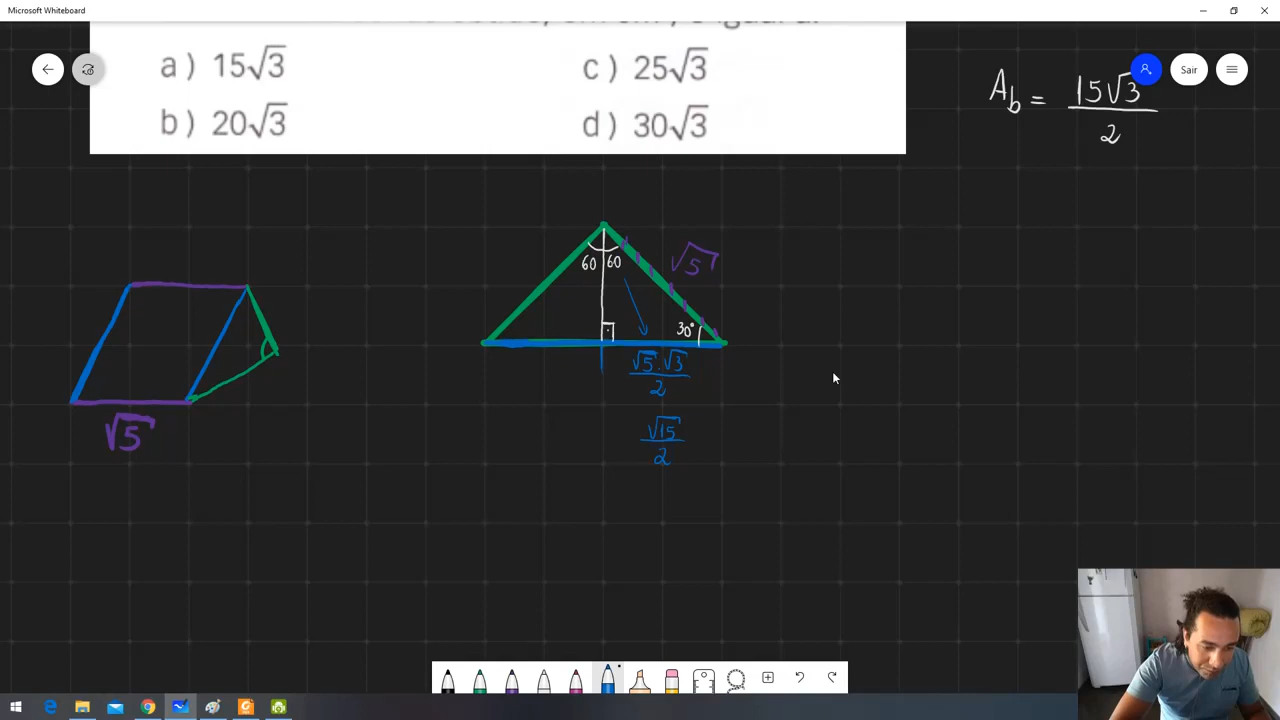 Microsoft Whiteboard
a) 15√3
c) 25√3
b) 20√3
d) 30√3
Sair
A_b = 15√3/2
60 60
√5
30°
√5·√3/2
√15/2
√5